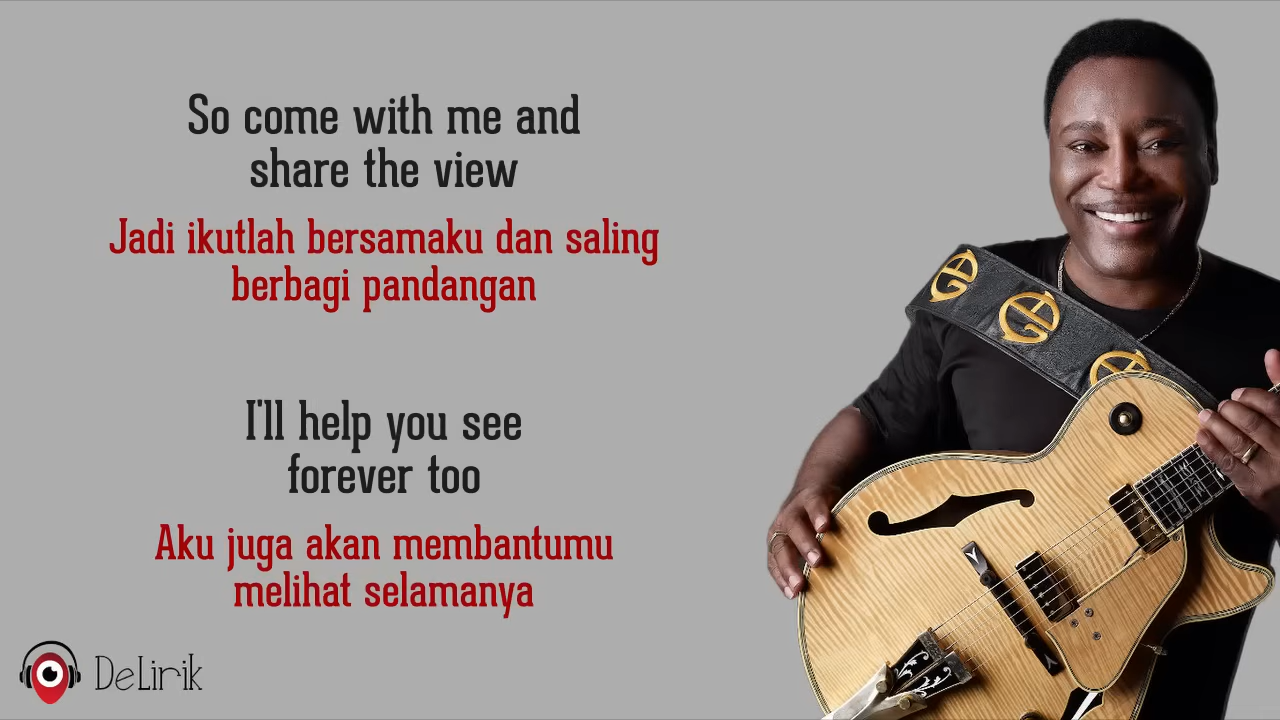 So come with me and
share the view
Jadi ikutlah bersamaku dan saling
berbagi pandangan
I'll help you see
forever too
Aku juga akan membantumu
melihat selamanya
DeLirik